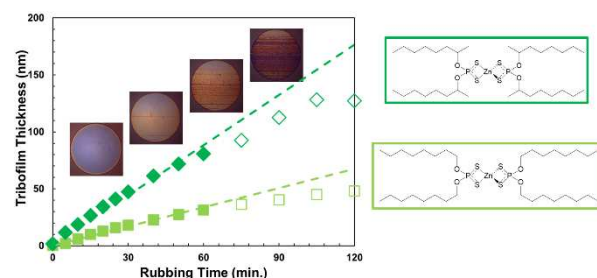 200
150
100
50
0
0 30 60 90 120
Tribofilm Thickness (nm)
Rubbing Time (min.)
O S S O
P Zn P
O S S O
O S S O
P Zn P
O S S O